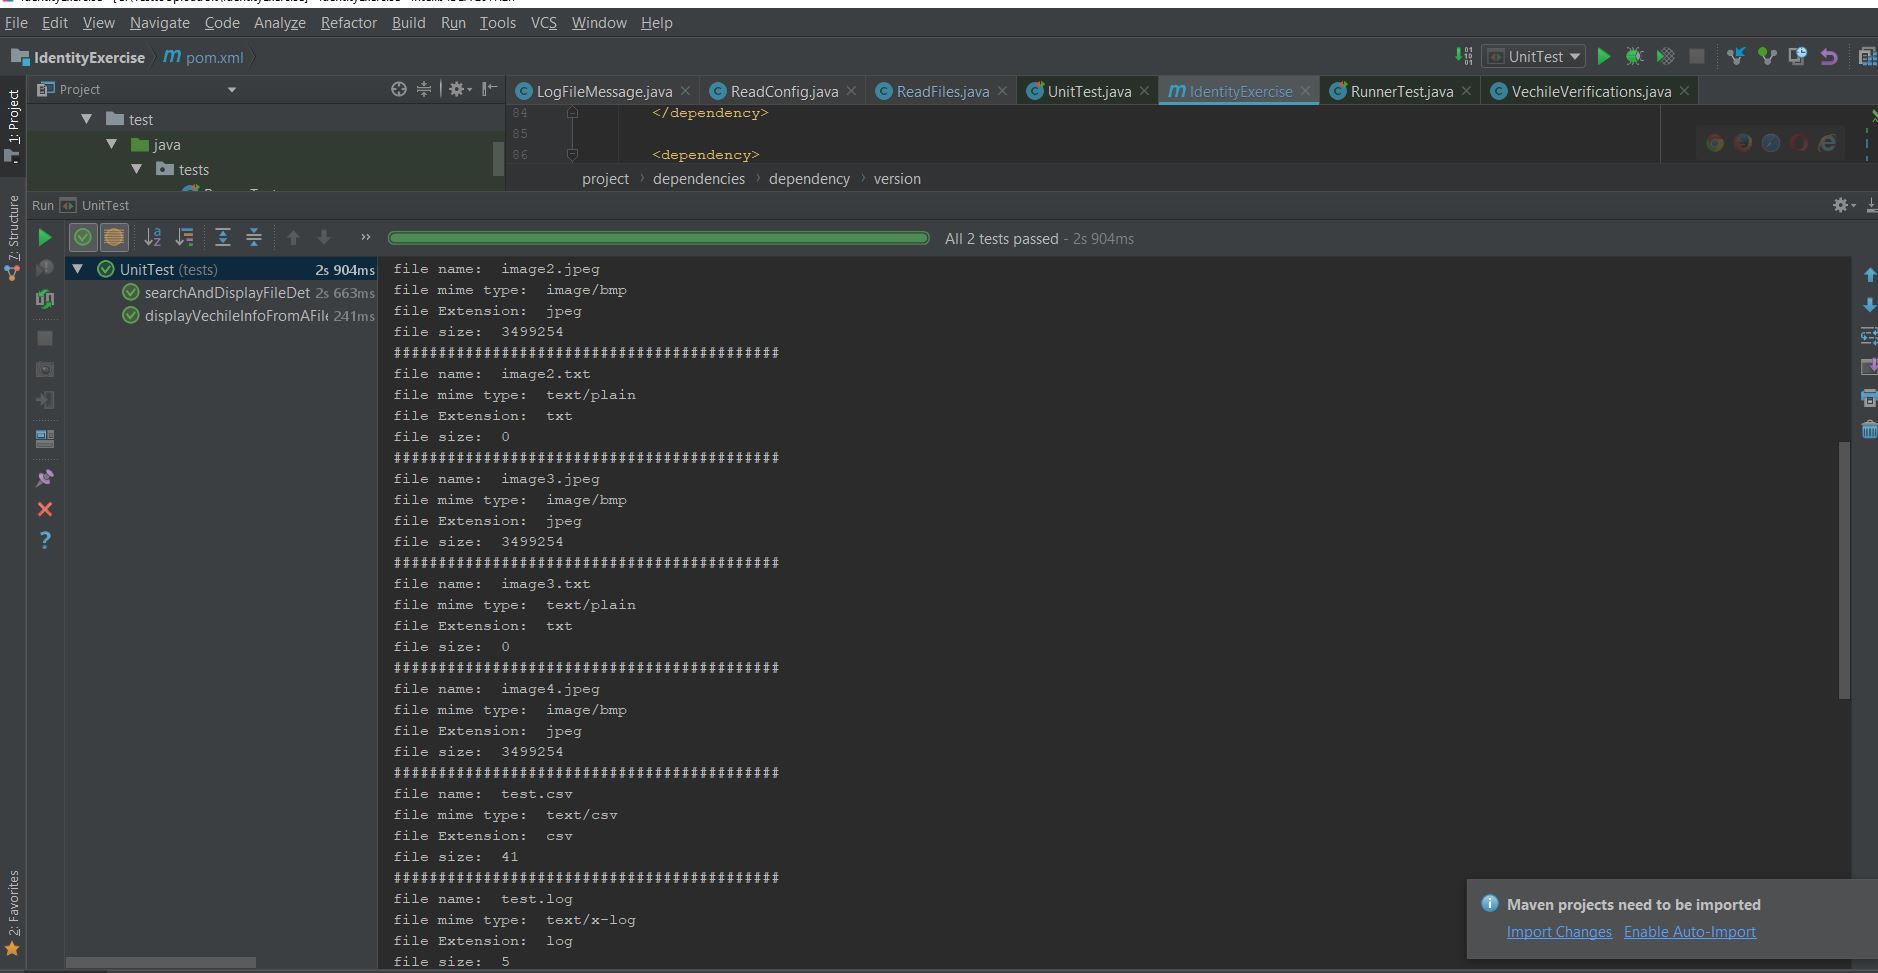 File Edit View Navigate Code Analyze Refactor Build Run Tools VCS Window Help
IdentityExercise pom.xml UnitTest
1: Project
7: Structure
2: Favorites
Project
LogFileMessage.java ReadConfig.java ReadFiles.java UnitTest.java IdentityExercise RunnerTest.java VechileVerifications.java
test
java
tests
84 </dependency>
85
86 <dependency>
project dependencies dependency version
Run UnitTest
All 2 tests passed - 2s 904ms
UnitTest (tests) 2s 904ms
searchAndDisplayFileDet 2s 663ms
displayVechileInfoFromAFile 241ms
file name: image2.jpeg
file mime type: image/bmp
file Extension: jpeg
file size: 3499254
###########################################
file name: image2.txt
file mime type: text/plain
file Extension: txt
file size: 0
###########################################
file name: image3.jpeg
file mime type: image/bmp
file Extension: jpeg
file size: 3499254
###########################################
file name: image3.txt
file mime type: text/plain
file Extension: txt
file size: 0
###########################################
file name: image4.jpeg
file mime type: image/bmp
file Extension: jpeg
file size: 3499254
###########################################
file name: test.csv
file mime type: text/csv
file Extension: csv
file size: 41
###########################################
file name: test.log
file mime type: text/x-log
file Extension: log
file size: 5
Maven projects need to be imported
Import Changes Enable Auto-Import